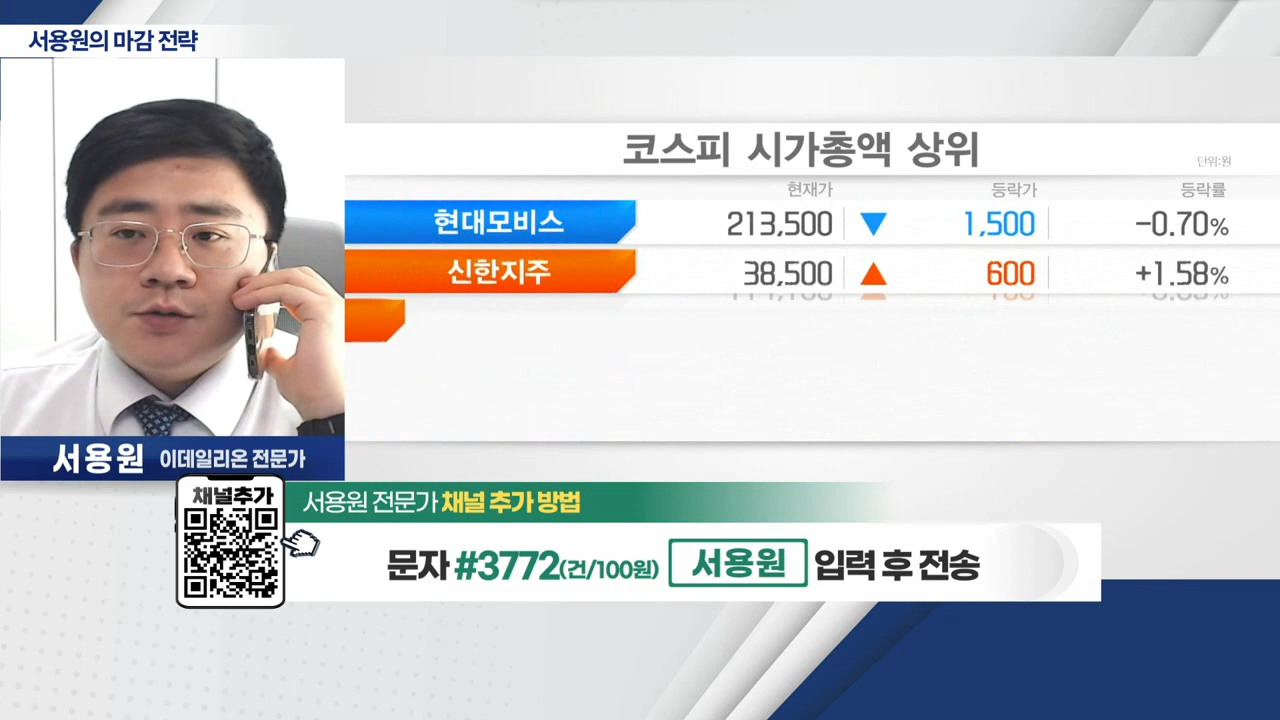 서용원의 마감 전략
코스피 시가총액 상위
단위:원
현재가 등락가 등락률
현대모비스 213,500 ▼ 1,500 -0.70%
신한지주 38,500 ▲ 600 +1.58%
서용원 이데일리온 전문가
채널추가
서용원 전문가 채널 추가 방법
문자 #3772(건/100원) 서용원 입력 후 전송